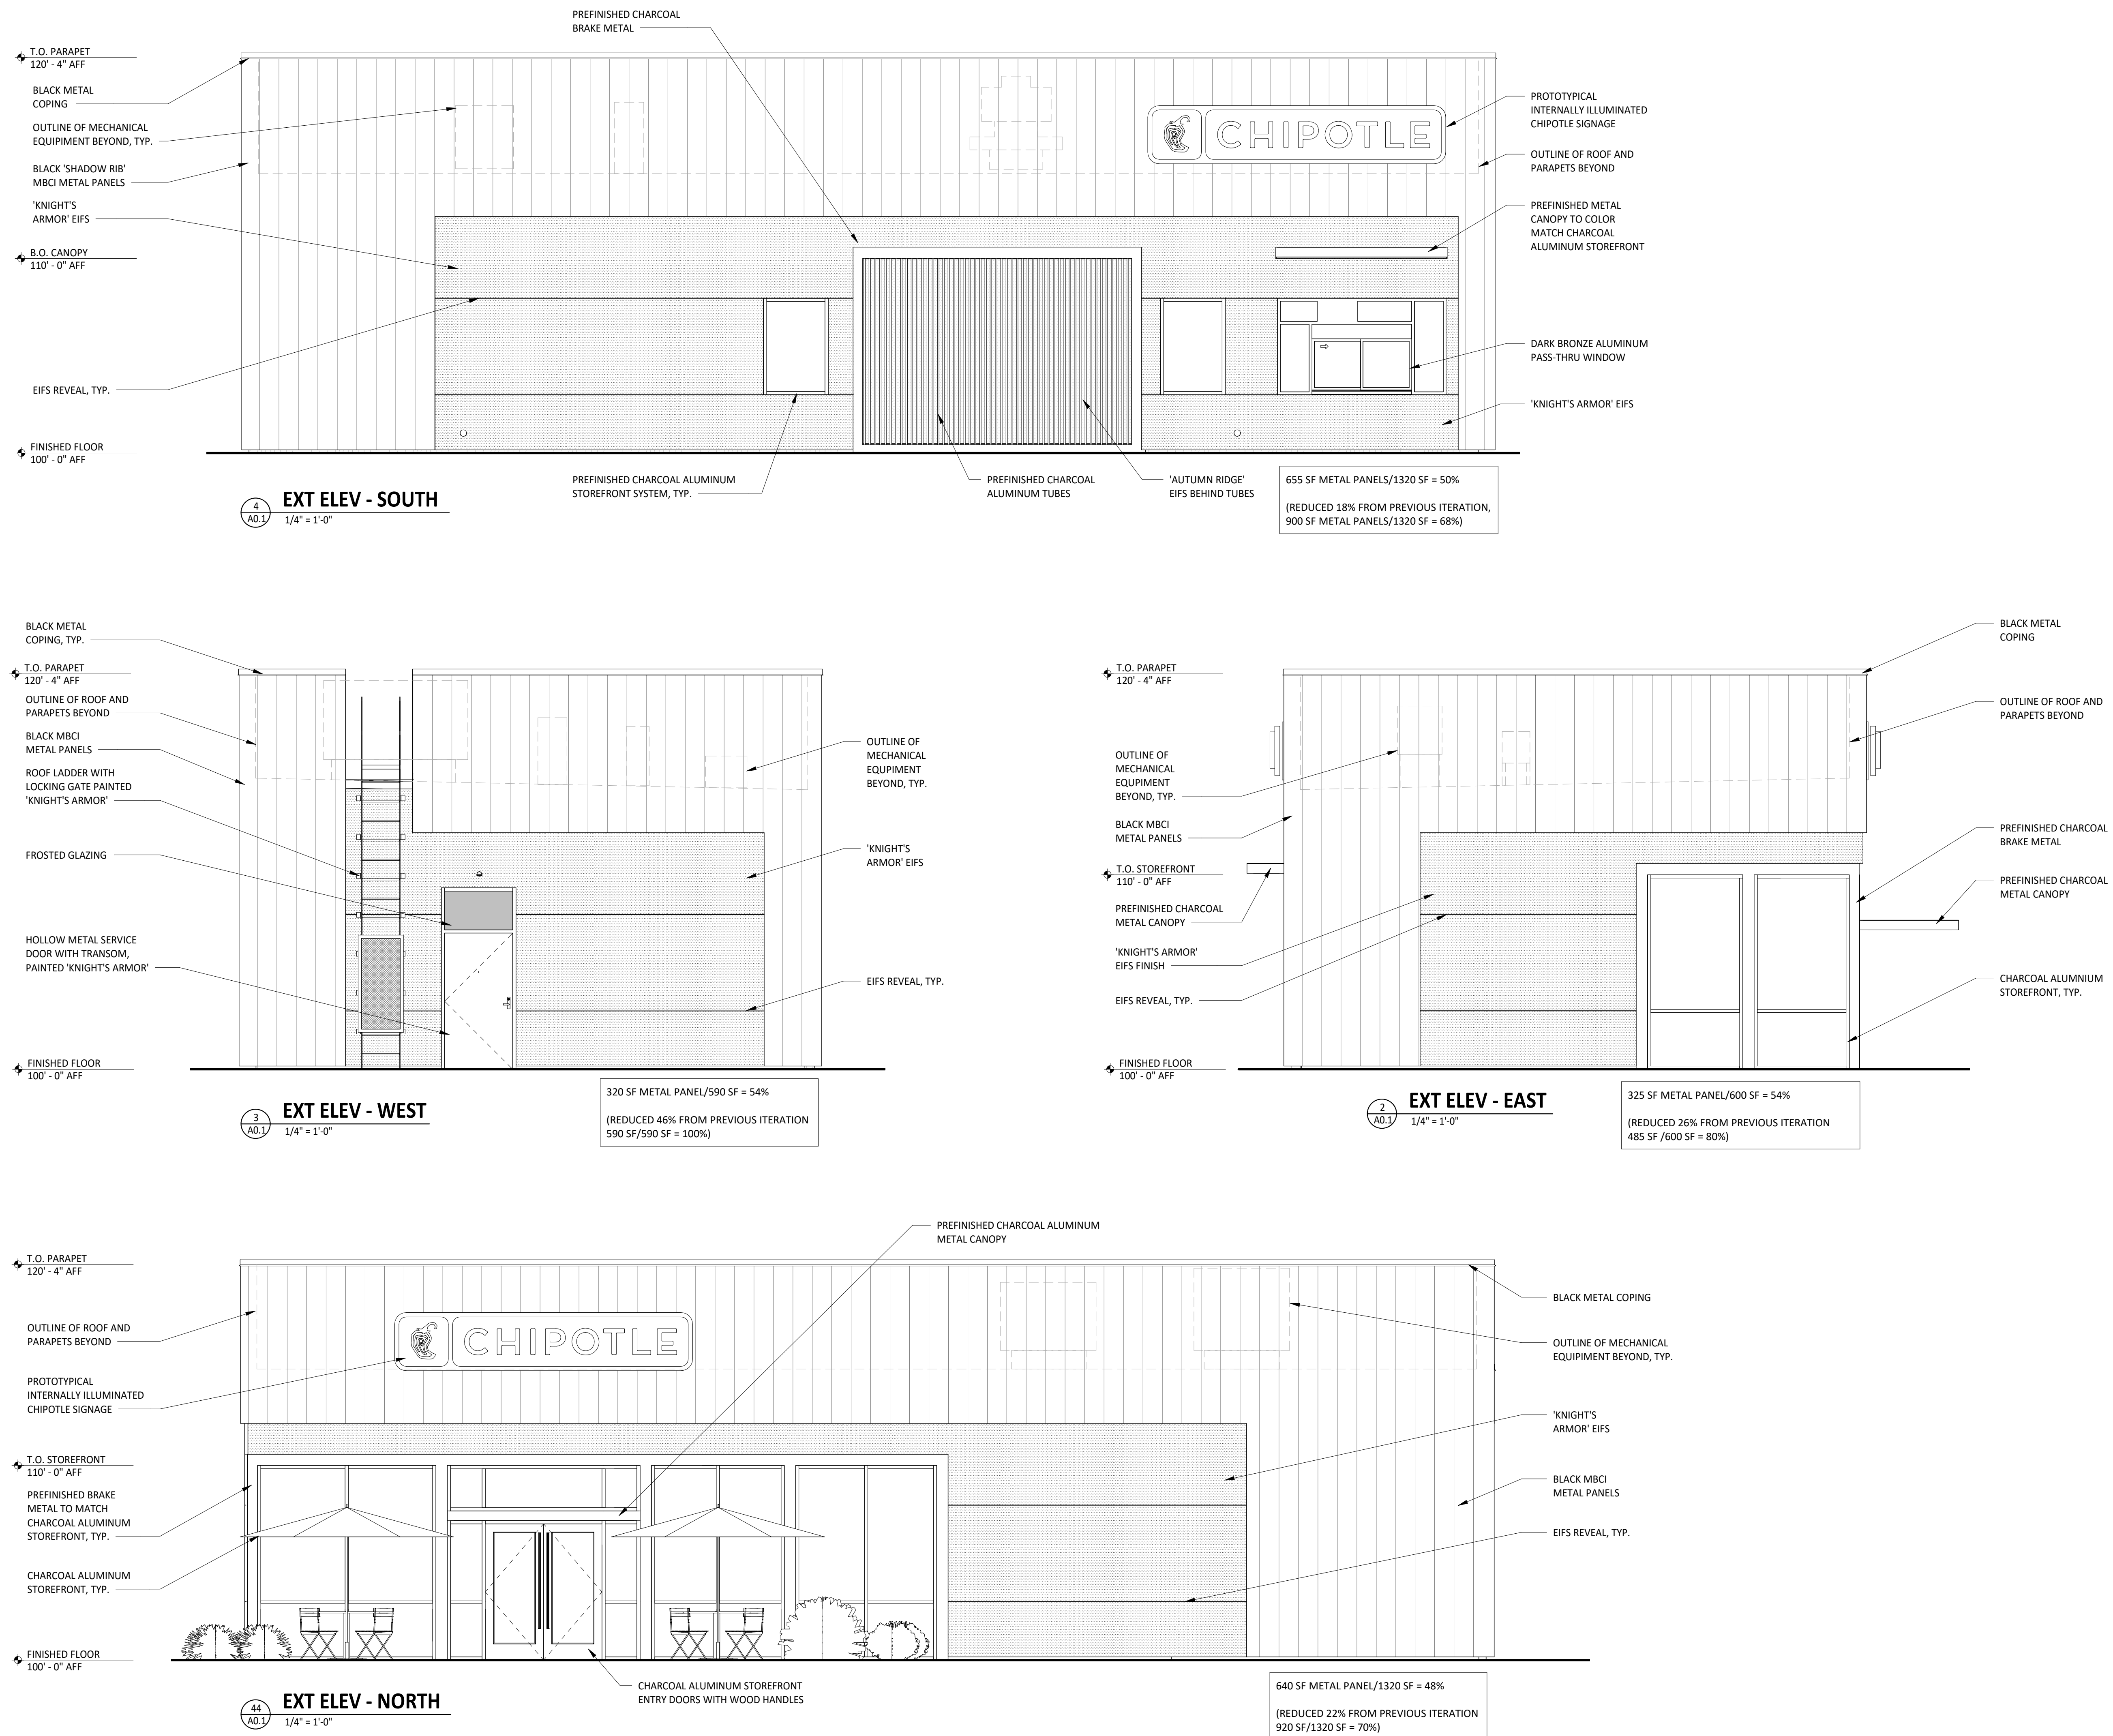 PREFINISHED CHARCOAL
BRAKE METAL
T.O. PARAPET
120' - 4" AFF
BLACK METAL
COPING
OUTLINE OF MECHANICAL
EQUIPIMENT BEYOND, TYP.
BLACK 'SHADOW RIB'
MBCI METAL PANELS
'KNIGHT'S
ARMOR' EIFS
B.O. CANOPY
110' - 0" AFF
EIFS REVEAL, TYP.
FINISHED FLOOR
100' - 0" AFF
CHIPOTLE
PROTOTYPICAL
INTERNALLY ILLUMINATED
CHIPOTLE SIGNAGE
OUTLINE OF ROOF AND
PARAPETS BEYOND
PREFINISHED METAL
CANOPY TO COLOR
MATCH CHARCOAL
ALUMINUM STOREFRONT
DARK BRONZE ALUMINUM
PASS-THRU WINDOW
'KNIGHT'S ARMOR' EIFS
PREFINISHED CHARCOAL ALUMINUM
STOREFRONT SYSTEM, TYP.
PREFINISHED CHARCOAL
ALUMINUM TUBES
'AUTUMN RIDGE'
EIFS BEHIND TUBES
655 SF METAL PANELS/1320 SF = 50%
(REDUCED 18% FROM PREVIOUS ITERATION,
900 SF METAL PANELS/1320 SF = 68%)
4
A0.1
EXT ELEV - SOUTH
1/4" = 1'-0"
BLACK METAL
COPING, TYP.
T.O. PARAPET
120' - 4" AFF
OUTLINE OF ROOF AND
PARAPETS BEYOND
BLACK MBCI
METAL PANELS
ROOF LADDER WITH
LOCKING GATE PAINTED
'KNIGHT'S ARMOR'
FROSTED GLAZING
HOLLOW METAL SERVICE
DOOR WITH TRANSOM,
PAINTED 'KNIGHT'S ARMOR'
FINISHED FLOOR
100' - 0" AFF
OUTLINE OF
MECHANICAL
EQUPIMENT
BEYOND, TYP.
'KNIGHT'S
ARMOR' EIFS
EIFS REVEAL, TYP.
3
A0.1
EXT ELEV - WEST
1/4" = 1'-0"
320 SF METAL PANEL/590 SF = 54%
(REDUCED 46% FROM PREVIOUS ITERATION
590 SF/590 SF = 100%)
T.O. PARAPET
120' - 4" AFF
OUTLINE OF
MECHANICAL
EQUPIMENT
BEYOND, TYP.
BLACK MBCI
METAL PANELS
T.O. STOREFRONT
110' - 0" AFF
PREFINISHED CHARCOAL
METAL CANOPY
'KNIGHT'S ARMOR'
EIFS FINISH
EIFS REVEAL, TYP.
FINISHED FLOOR
100' - 0" AFF
BLACK METAL
COPING
OUTLINE OF ROOF AND
PARAPETS BEYOND
PREFINISHED CHARCOAL
BRAKE METAL
PREFINISHED CHARCOAL
METAL CANOPY
CHARCOAL ALUMNIUM
STOREFRONT, TYP.
2
A0.1
EXT ELEV - EAST
1/4" = 1'-0"
325 SF METAL PANEL/600 SF = 54%
(REDUCED 26% FROM PREVIOUS ITERATION
485 SF /600 SF = 80%)
PREFINISHED CHARCOAL ALUMINUM
METAL CANOPY
T.O. PARAPET
120' - 4" AFF
OUTLINE OF ROOF AND
PARAPETS BEYOND
PROTOTYPICAL
INTERNALLY ILLUMINATED
CHIPOTLE SIGNAGE
T.O. STOREFRONT
110' - 0" AFF
PREFINISHED BRAKE
METAL TO MATCH
CHARCOAL ALUMINUM
STOREFRONT, TYP.
CHARCOAL ALUMINUM
STOREFRONT, TYP.
FINISHED FLOOR
100' - 0" AFF
CHIPOTLE
BLACK METAL COPING
OUTLINE OF MECHANICAL
EQUIPIMENT BEYOND, TYP.
'KNIGHT'S
ARMOR' EIFS
BLACK MBCI
METAL PANELS
EIFS REVEAL, TYP.
CHARCOAL ALUMINUM STOREFRONT
ENTRY DOORS WITH WOOD HANDLES
44
A0.1
EXT ELEV - NORTH
1/4" = 1'-0"
640 SF METAL PANEL/1320 SF = 48%
(REDUCED 22% FROM PREVIOUS ITERATION
920 SF/1320 SF = 70%)